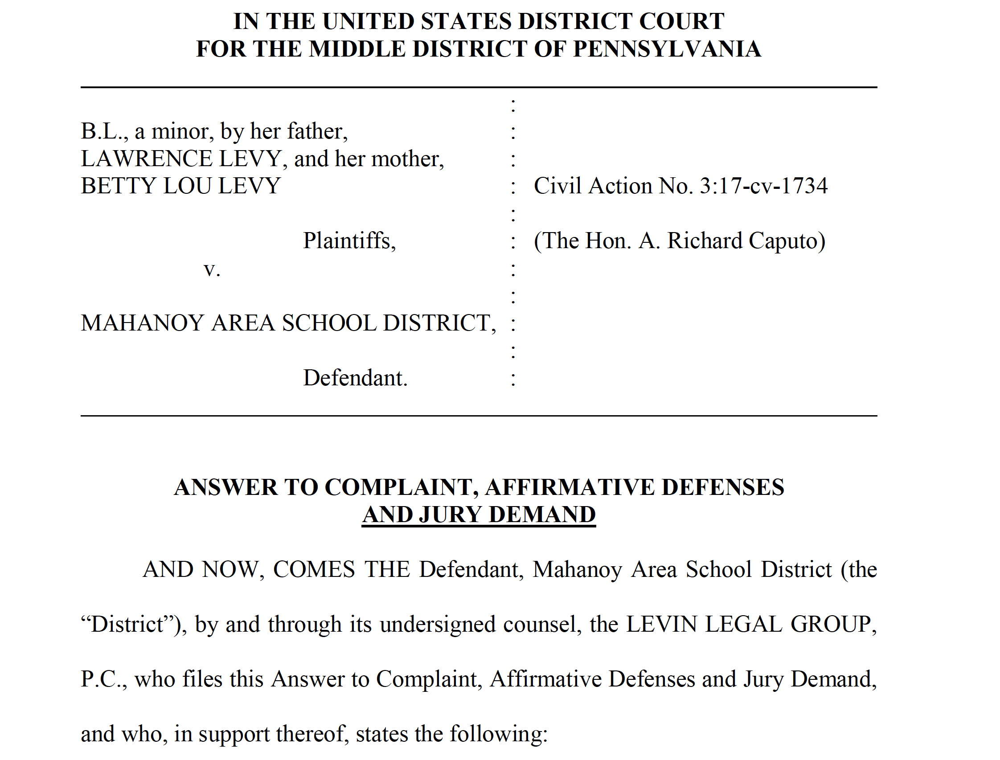 IN THE UNITED STATES DISTRICT COURT
FOR THE MIDDLE DISTRICT OF PENNSYLVANIA
:
B.L., a minor, by her father, :
LAWRENCE LEVY, and her mother, :
BETTY LOU LEVY : Civil Action No. 3:17-cv-1734
:
Plaintiffs, : (The Hon. A. Richard Caputo)
v. :
:
MAHANOY AREA SCHOOL DISTRICT, :
:
Defendant. :
ANSWER TO COMPLAINT, AFFIRMATIVE DEFENSES
AND JURY DEMAND
AND NOW, COMES THE Defendant, Mahanoy Area School District (the
“District”), by and through its undersigned counsel, the LEVIN LEGAL GROUP,
P.C., who files this Answer to Complaint, Affirmative Defenses and Jury Demand,
and who, in support thereof, states the following: